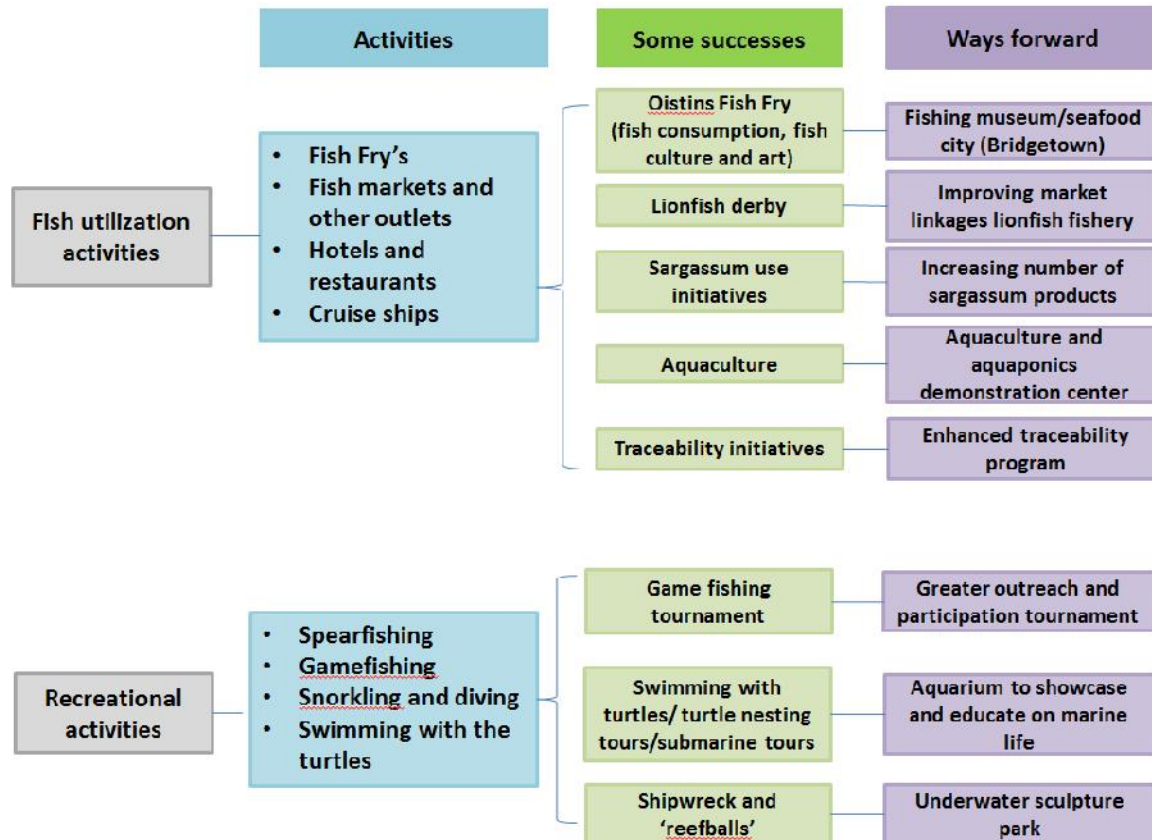 Activities
Some successes
Ways forward
Fish utilization
activities
• Fish Fry's
• Fish markets and
other outlets
• Hotels and
restaurants
• Cruise ships
Oistins Fish Fry
(fish consumption, fish
culture and art)
Fishing museum/seafood
city (Bridgetown)
Lionfish derby
Improving market
linkages lionfish fishery
Sargassum use
initiatives
Increasing number of
sargassum products
Aquaculture
Aquaculture and
aquaponics
demonstration center
Traceability initiatives
Enhanced traceability
program
Recreational
activities
• Spearfishing
• Gamefishing
• Snorkling and diving
• Swimming with the
turtles
Game fishing
tournament
Greater outreach and
participation tournament
Swimming with
turtles/ turtle nesting
tours/submarine tours
Aquarium to showcase
and educate on marine
life
Shipwreck and
'reefballs'
Underwater sculpture
park